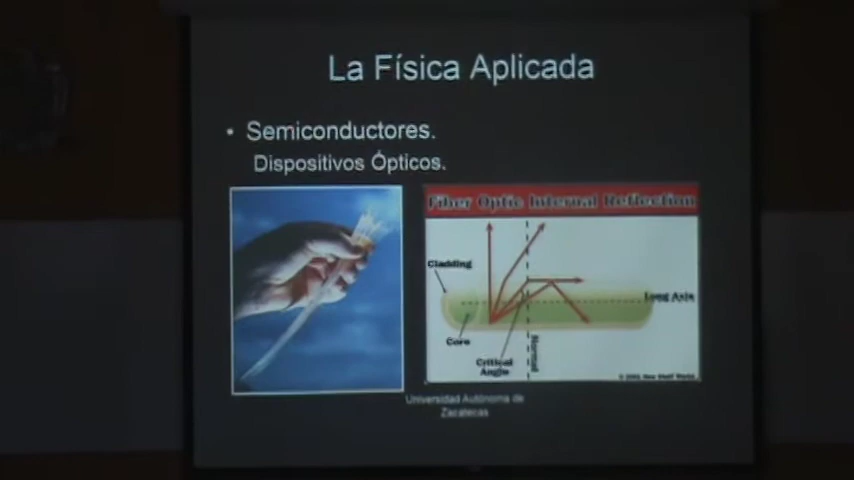 La Física Aplicada
• Semiconductores.
Dispositivos Ópticos.
Fiber Optic Internal Reflection
Cladding
Long Axis
Core
Normal
Critical
Angle
Universidad Autónoma de
Zacatecas